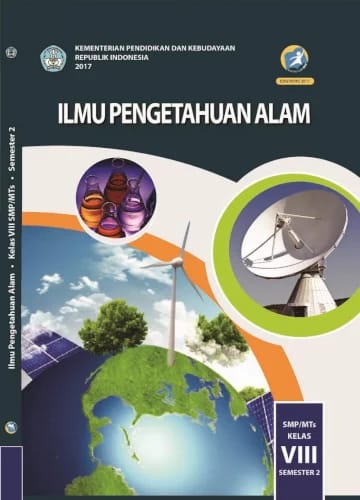 KEMENTERIAN PENDIDIKAN DAN KEBUDAYAAN
REPUBLIK INDONESIA
2017
ILMU PENGETAHUAN ALAM
Ilmu Pengetahuan Alam • Kelas VIII SMP/MTs • Semester 2
SMP/MTs
KELAS
VIII
SEMESTER 2